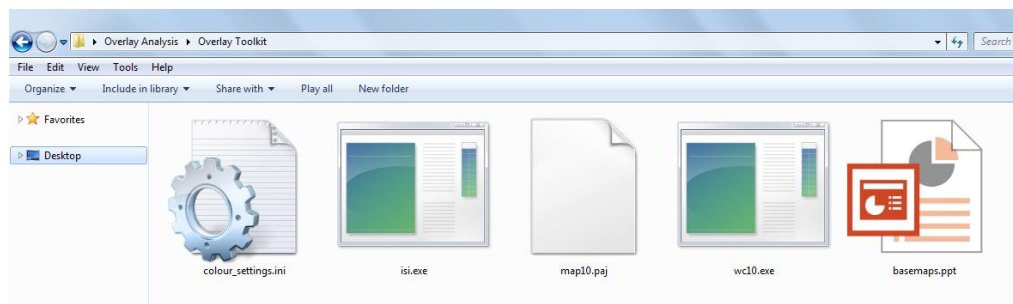 Overlay Analysis Overlay Toolkit
Search
File Edit View Tools Help
Organize Include in library Share with Play all New folder
Favorites
Desktop
colour_settings.ini
isi.exe
map10.paj
wc10.exe
basemaps.ppt